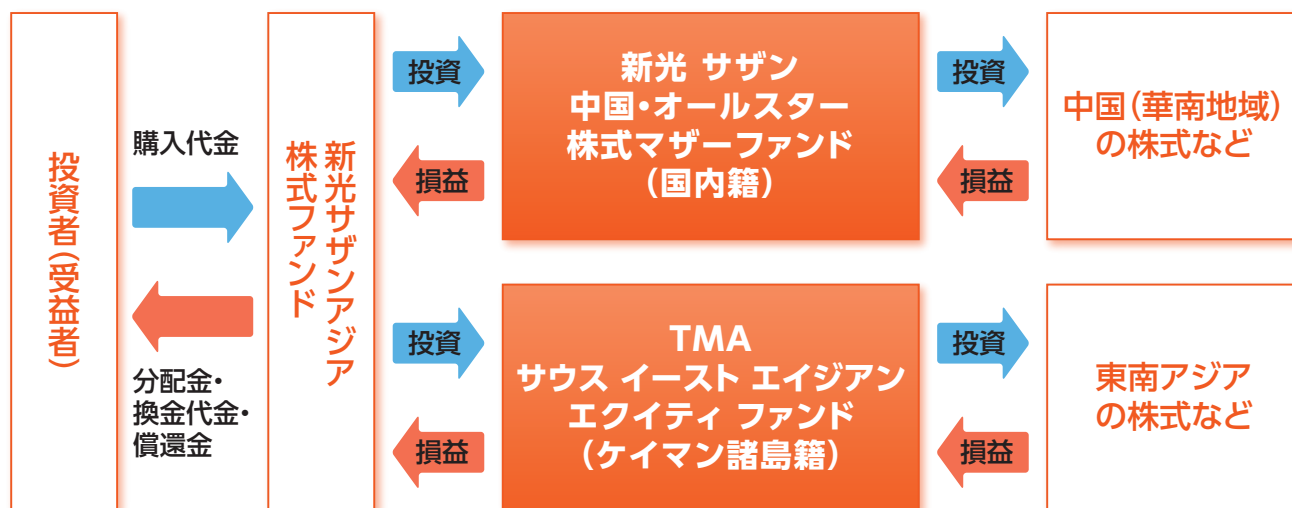 投資者(受益者)
購入代金
分配金・
換金代金・
償還金
新光サザンアジア
株式ファンド
投資
損益
新光 サザン
中国・オールスター
株式マザーファンド
(国内籍)
投資
損益
中国(華南地域)
の株式など
投資
損益
TMA
サウス イースト エイジアン
エクイティ ファンド
(ケイマン諸島籍)
投資
損益
東南アジア
の株式など